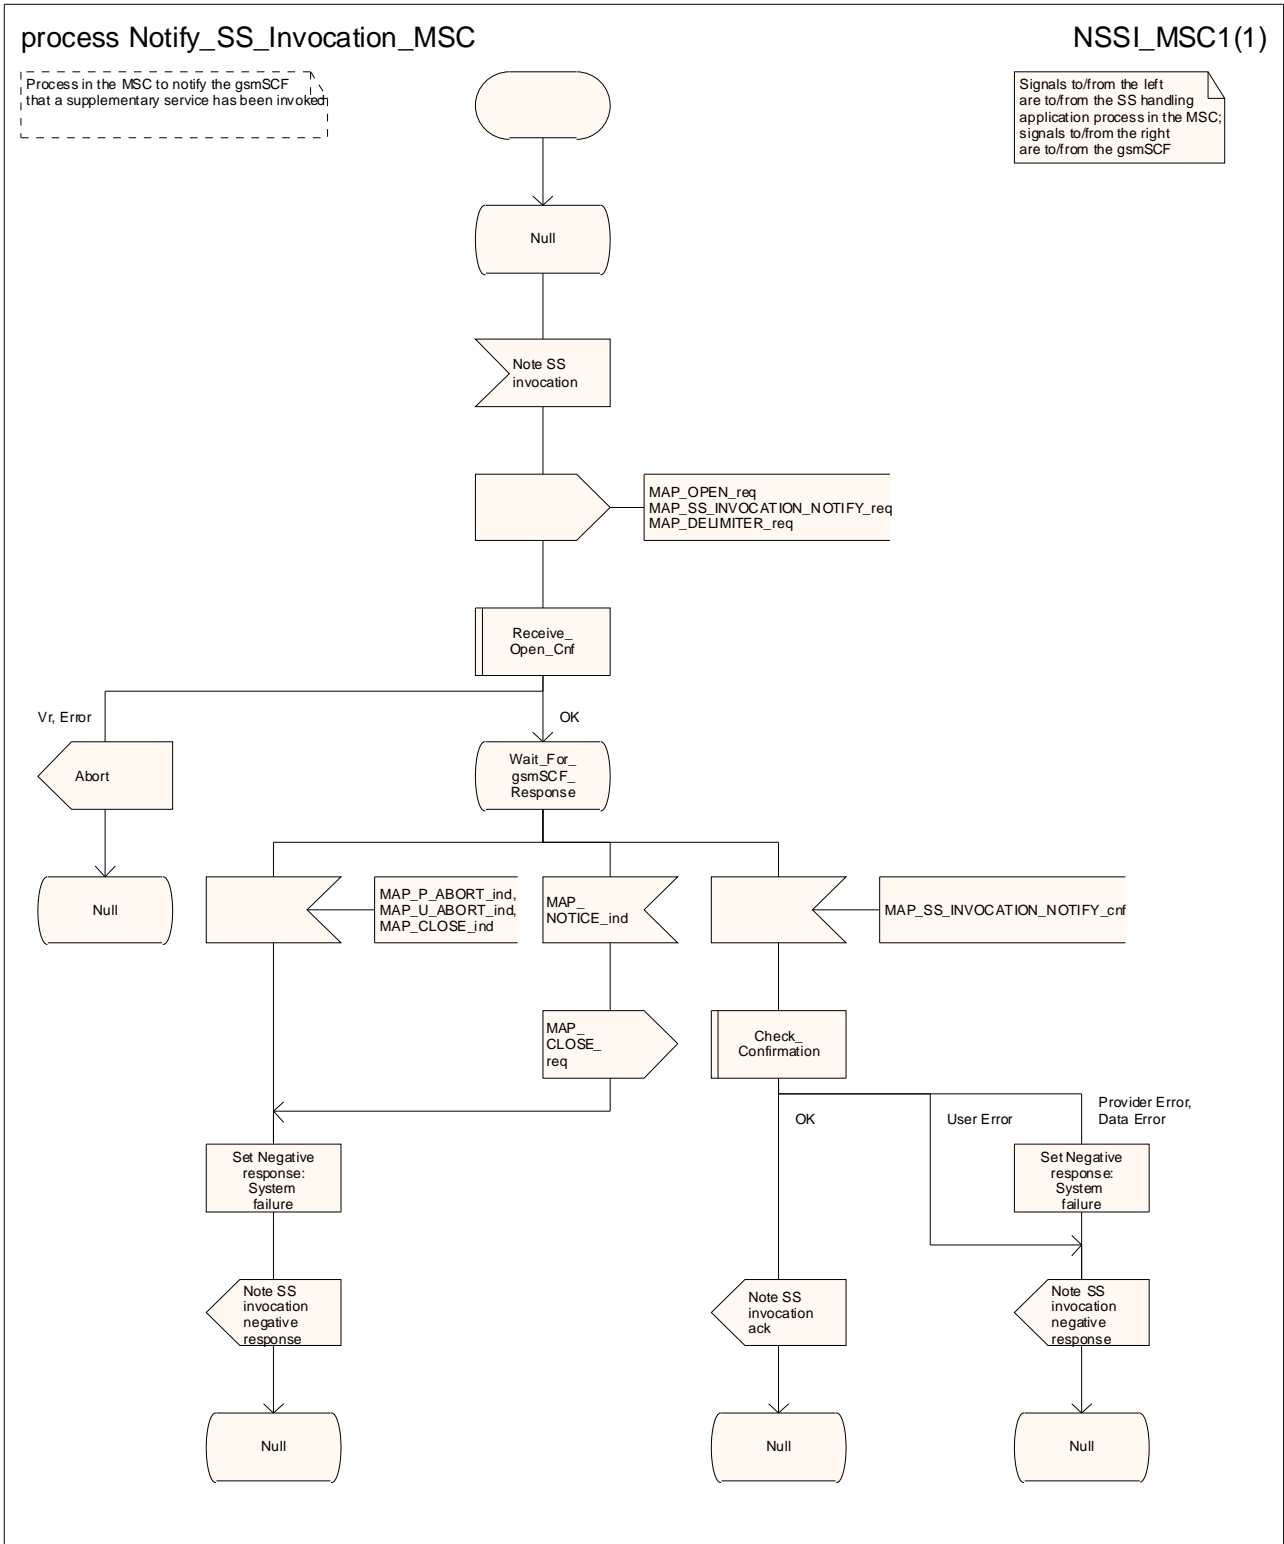 process Notify_SS_Invocation_MSC
NSSI_MSC1(1)
Process in the MSC to notify the gsmSCF
that a supplementary service has been invoked
Signals to/from the left
are to/from the SS handling
application process in the MSC;
signals to/from the right
are to/from the gsmSCF
Null
Note SS
invocation
MAP_OPEN_req
MAP_SS_INVOCATION_NOTIFY_req
MAP_DELIMITER_req
Receive_
Open_Cnf
Vr, Error
OK
Abort
Wait_For_
gsmSCF_
Response
Null
MAP_P_ABORT_ind,
MAP_U_ABORT_ind,
MAP_CLOSE_ind
MAP_
NOTICE_ind
MAP_SS_INVOCATION_NOTIFY_cnf
MAP_
CLOSE_
req
Check_
Confirmation
OK
User Error
Provider Error,
Data Error
Set Negative
response:
System
failure
Set Negative
response:
System
failure
Note SS
invocation
negative
response
Note SS
invocation
ack
Note SS
invocation
negative
response
Null
Null
Null